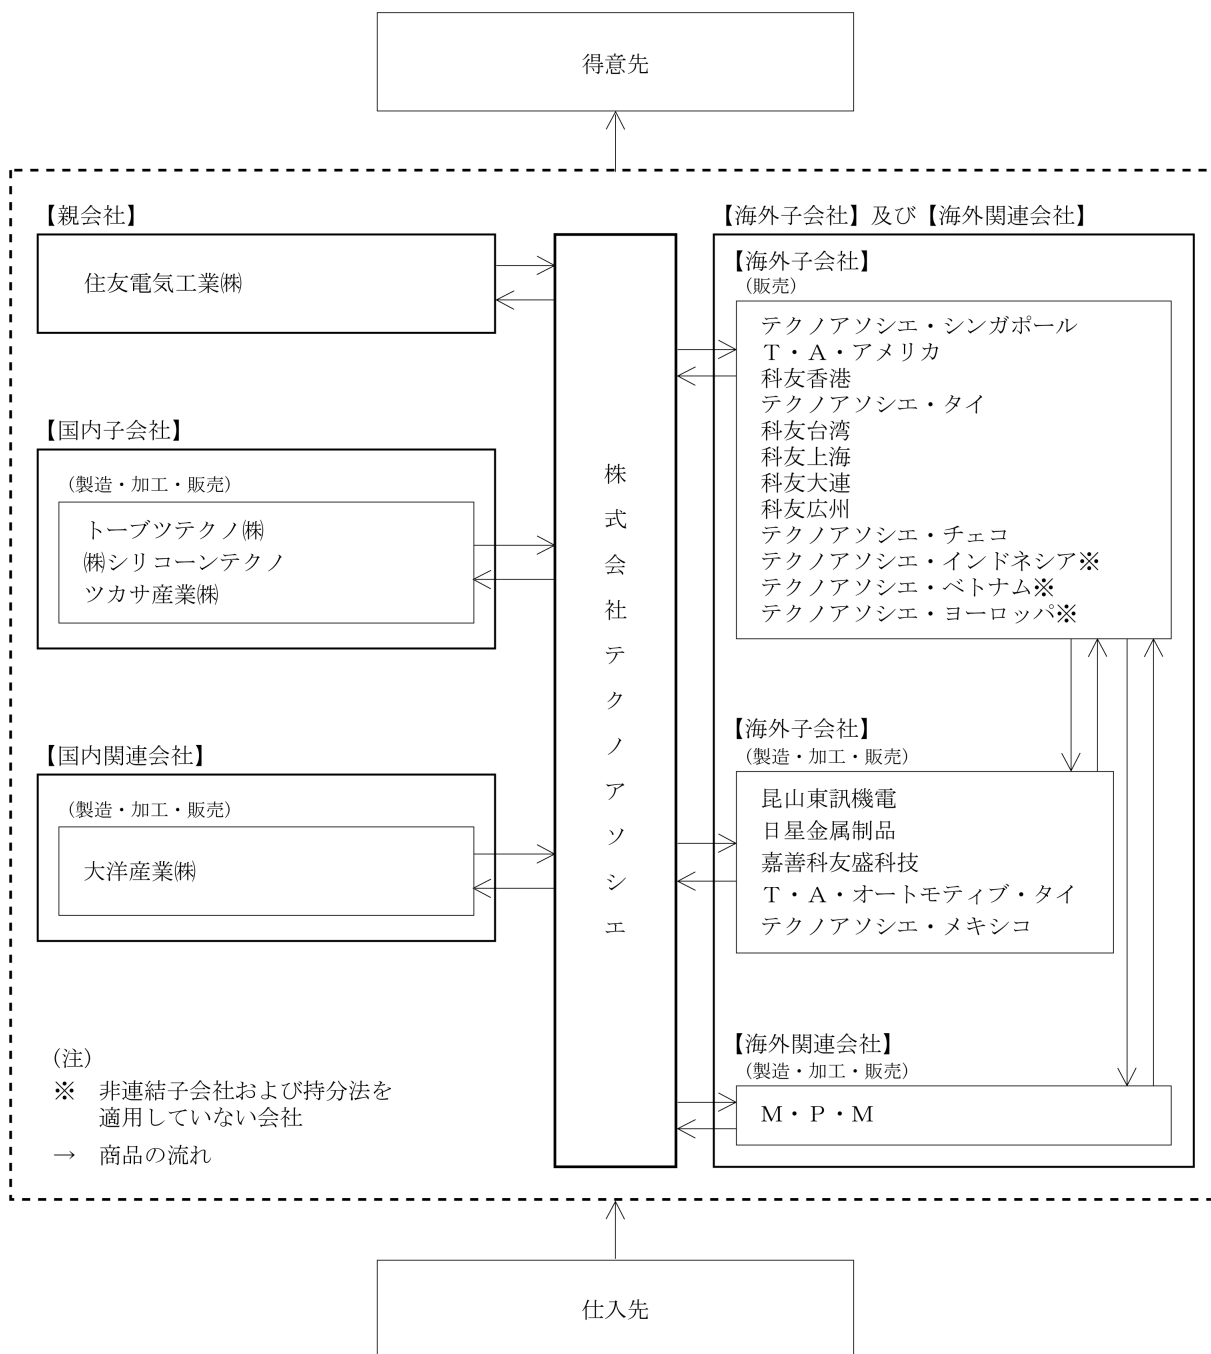 得意先
【親会社】
住友電気工業㈱
【国内子会社】
（製造・加工・販売）
トーブツテクノ㈱
㈱シリコーンテクノ
ツカサ産業㈱
【国内関連会社】
（製造・加工・販売）
大洋産業㈱
（注）
※　非連結子会社および持分法を
適用していない会社
→　商品の流れ
株式会社テクノアソシエ
【海外子会社】及び【海外関連会社】
【海外子会社】
（販売）
テクノアソシエ・シンガポール
Ｔ・Ａ・アメリカ
科友香港
テクノアソシエ・タイ
科友台湾
科友上海
科友大連
科友広州
テクノアソシエ・チェコ
テクノアソシエ・インドネシア※
テクノアソシエ・ベトナム※
テクノアソシエ・ヨーロッパ※
【海外子会社】
（製造・加工・販売）
昆山東訊機電
日星金属制品
嘉善科友盛科技
Ｔ・Ａ・オートモティブ・タイ
テクノアソシエ・メキシコ
【海外関連会社】
（製造・加工・販売）
Ｍ・Ｐ・Ｍ
仕入先